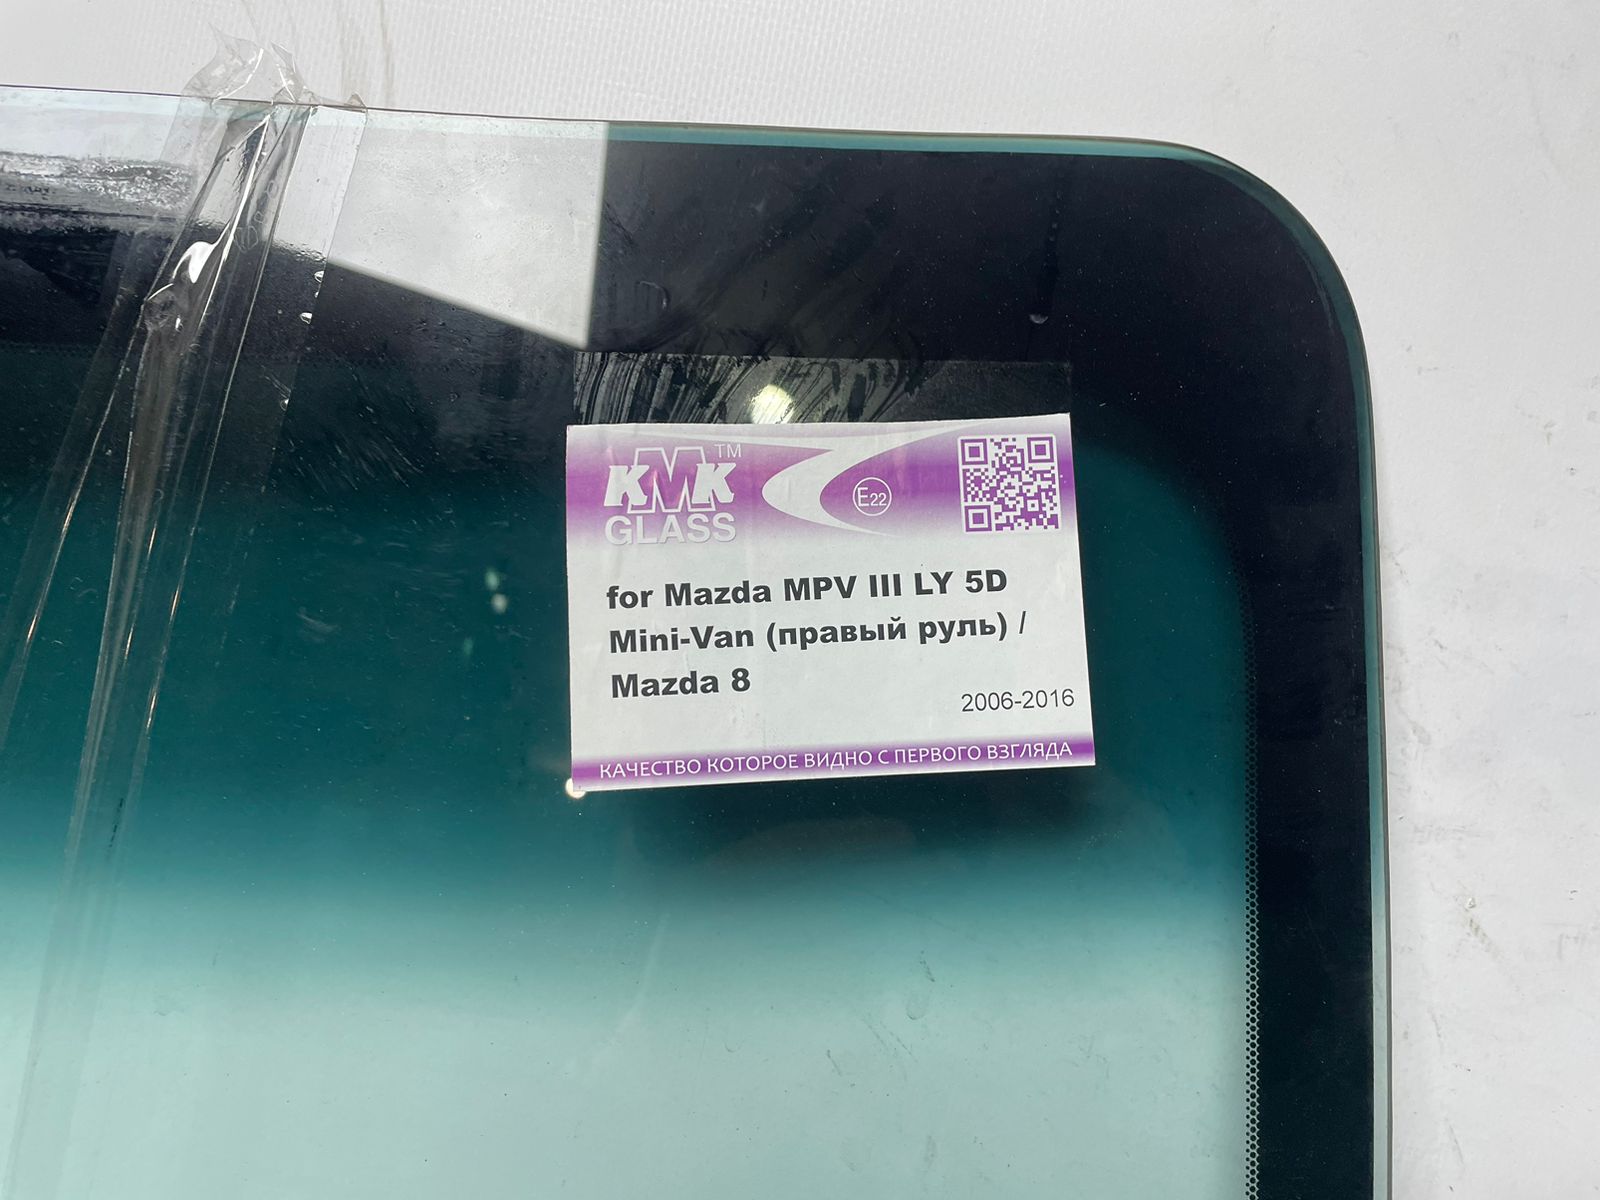 KMK™
GLASS
E22
for Mazda MPV III LY 5D
Mini-Van (правый руль) /
Mazda 8
2006-2016
КАЧЕСТВО КОТОРОЕ ВИДНО С ПЕРВОГО ВЗГЛЯДА